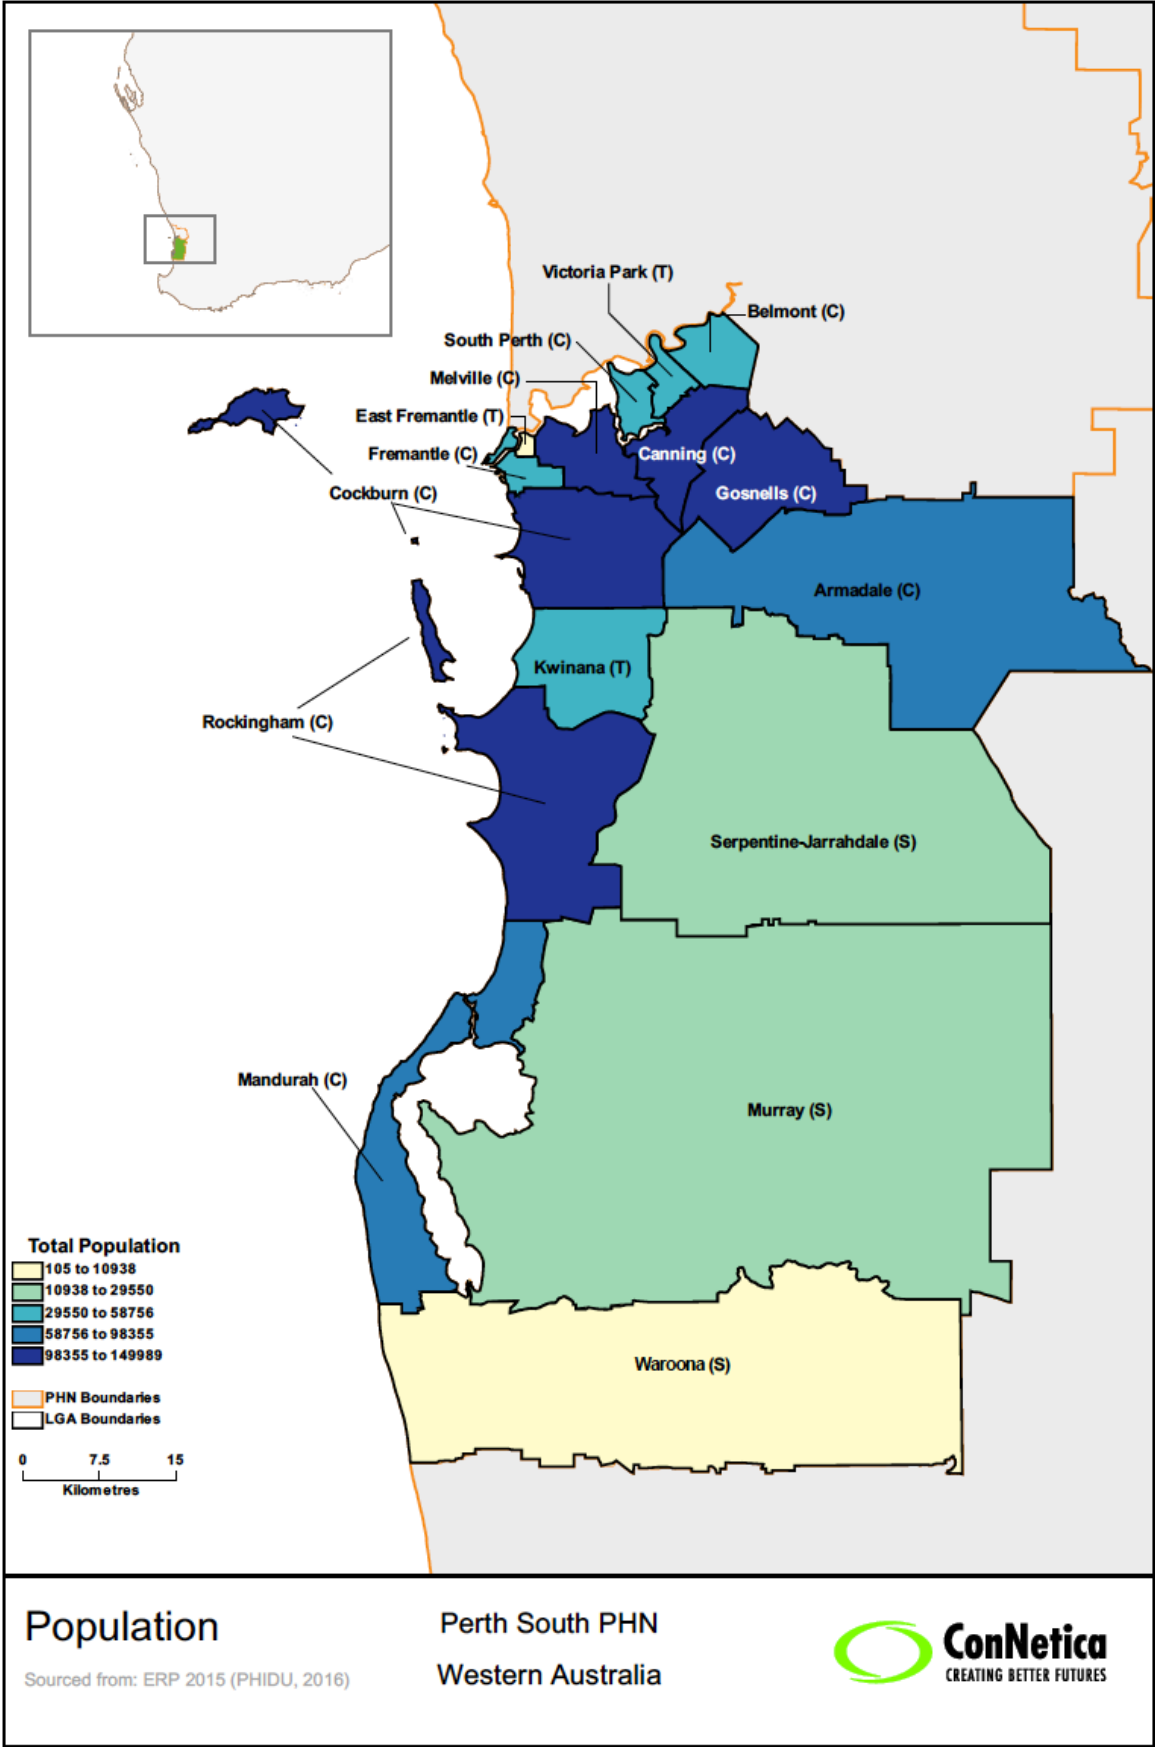 Victoria Park (T)
Belmont (C)
South Perth (C)
Melville (C)
East Fremantle (T)
Fremantle (C)
Canning (C)
Cockburn (C)
Gosnells (C)
Armadale (C)
Kwinana (T)
Rockingham (C)
Serpentine-Jarrahdale (S)
Mandurah (C)
Murray (S)
Waroona (S)
Total Population
105 to 10938
10938 to 29550
29550 to 58756
58756 to 98355
98355 to 149989
PHN Boundaries
LGA Boundaries
0 7.5 15
Kilometres
Population
Sourced from: ERP 2015 (PHIDU, 2016)
Perth South PHN
Western Australia
ConNetica
CREATING BETTER FUTURES